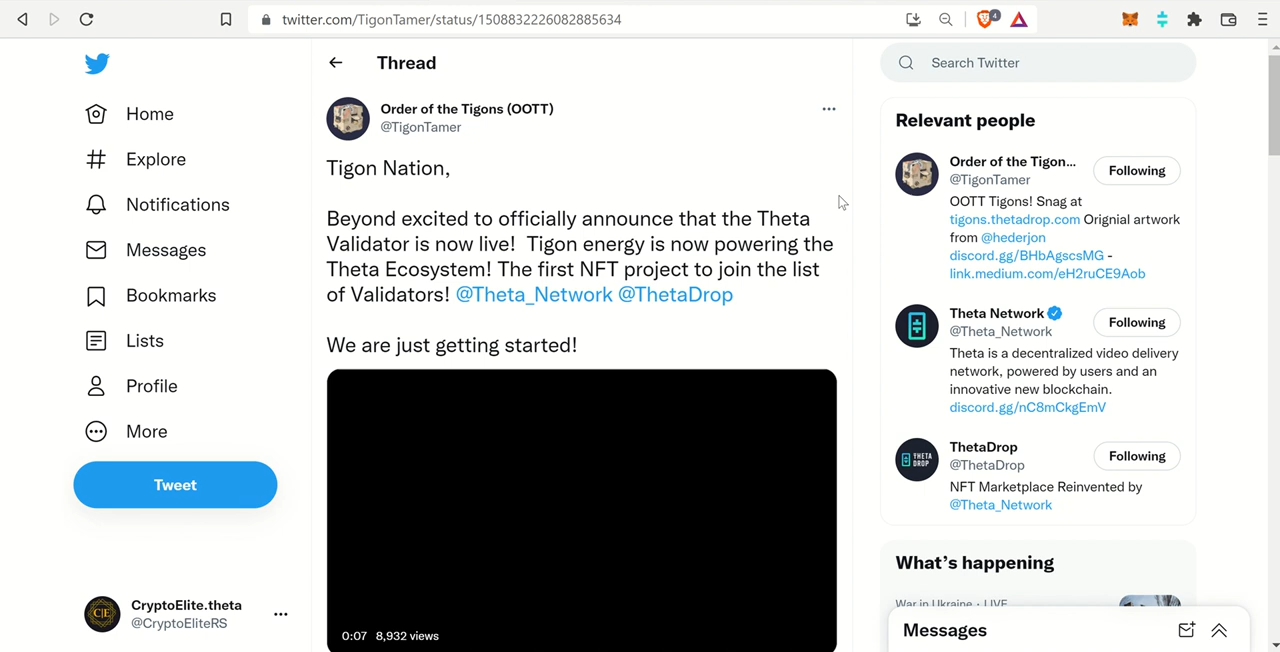 twitter.com/TigonTamer/status/1508832226082885634
4
Thread
Search Twitter
Home
Explore
Notifications
Messages
Bookmarks
Lists
Profile
More
Tweet
CryptoElite.theta
@CryptoEliteRS
Order of the Tigons (OOTT)
@TigonTamer
Tigon Nation,
Beyond excited to officially announce that the Theta
Validator is now live!  Tigon energy is now powering the
Theta Ecosystem! The first NFT project to join the list
of Validators! @Theta_Network @ThetaDrop
We are just getting started!
0:07 8,932 views
Relevant people
Order of the Tigon...
@TigonTamer
Following
OOTT Tigons! Snag at
tigons.thetadrop.com Orignial artwork
from @hederjon
discord.gg/BHbAgscsMG -
link.medium.com/eH2ruCE9Aob
Theta Network
@Theta_Network
Following
Theta is a decentralized video delivery
network, powered by users and an
innovative new blockchain.
discord.gg/nC8mCkgEmV
THETA
DROP
ThetaDrop
@ThetaDrop
Following
NFT Marketplace Reinvented by
@Theta_Network
What's happening
War in Ukraine · LIVE
Messages